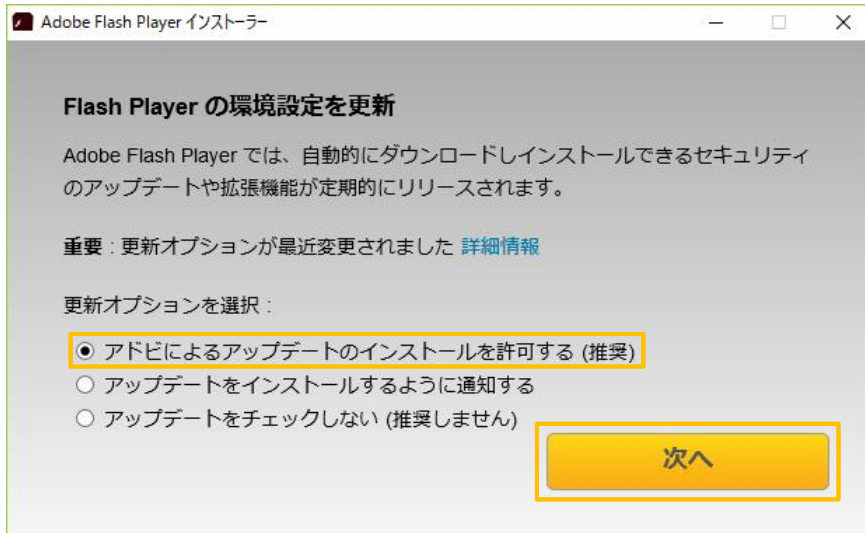 Adobe Flash Player インストーラー
Flash Player の環境設定を更新
Adobe Flash Player では、自動的にダウンロードしインストールできるセキュリティ
のアップデートや拡張機能が定期的にリリースされます。
重要 : 更新オプションが最近変更されました 詳細情報
更新オプションを選択 :
アドビによるアップデートのインストールを許可する (推奨)
アップデートをインストールするように通知する
アップデートをチェックしない (推奨しません)
次へ